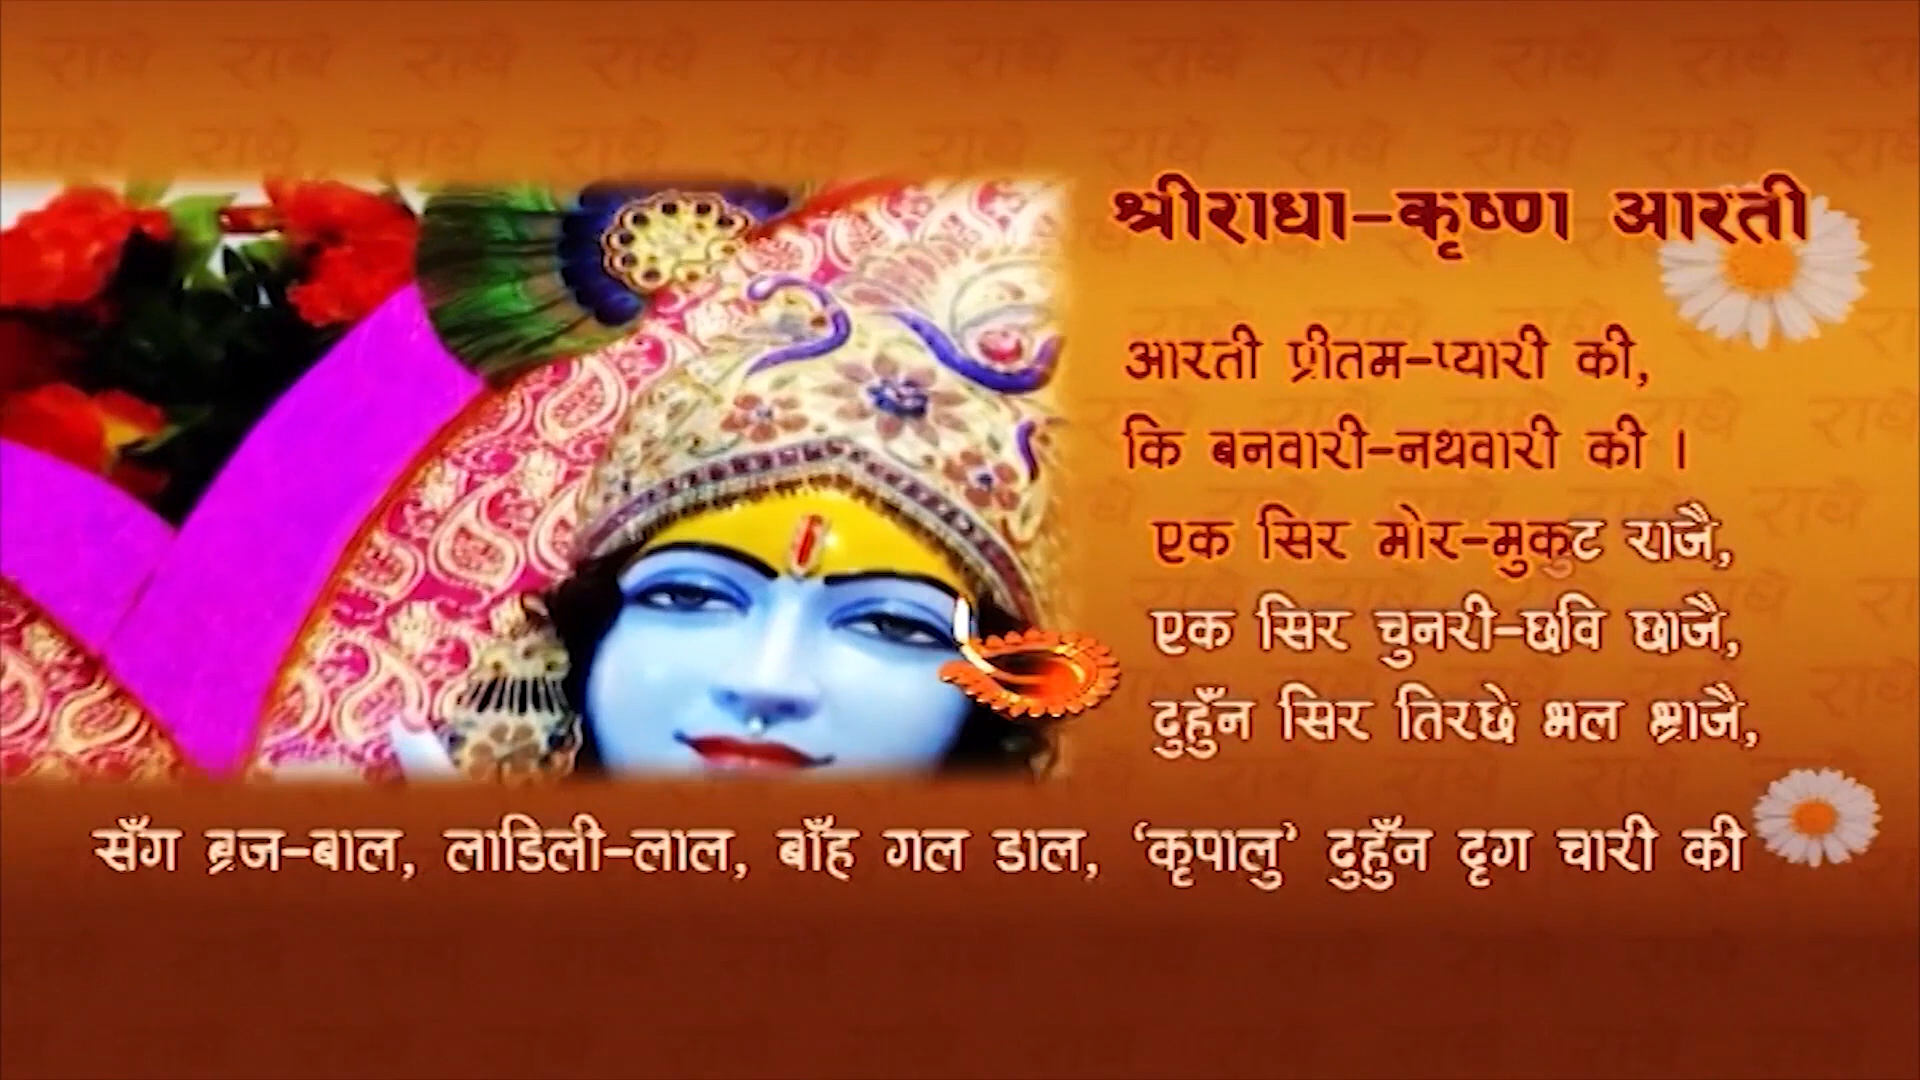 श्रीराधा-कृष्ण आरती
आरती प्रीतम-प्यारी की,
कि बनवारी-नथवारी की ।
एक सिर मोर-मुकुट राजै,
एक सिर चुनरी-छवि छाजै,
दुहुँन सिर तिरछे भल भ्राजै,
सँग ब्रज-बाल, लाडिली-लाल, बाँह गल डाल, ‘कृपालु’ दुहुँन दृग चारी की